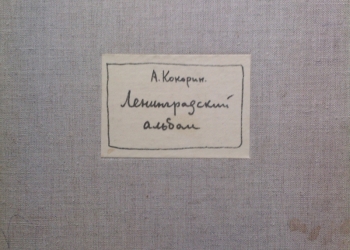 А. Кокорин.
Ленинградский
альбом